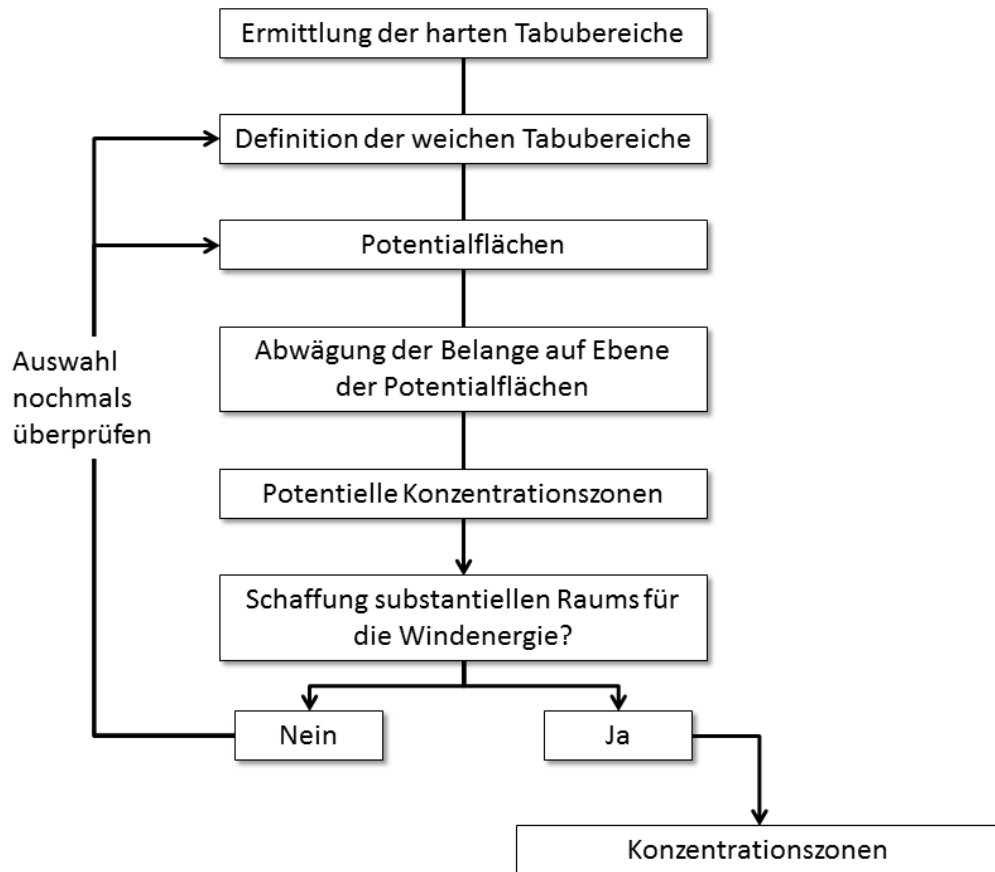 Ermittlung der harten Tabubereiche
Definition der weichen Tabubereiche
Potentialflächen
Abwägung der Belange auf Ebene
der Potentialflächen
Auswahl
nochmals
überprüfen
Potentielle Konzentrationszonen
Schaffung substantiellen Raums für
die Windenergie?
Nein
Ja
Konzentrationszonen